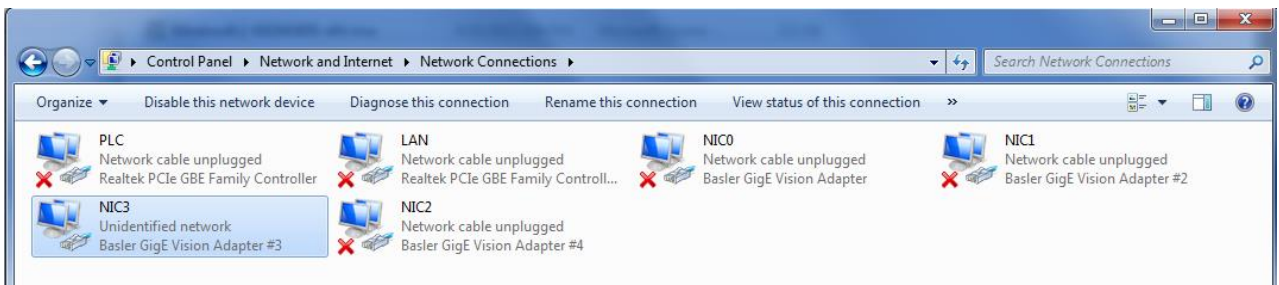 Control Panel ▸ Network and Internet ▸ Network Connections ▸
Search Network Connections
Organize ▾ Disable this network device Diagnose this connection Rename this connection View status of this connection »
PLC
Network cable unplugged
Realtek PCIe GBE Family Controller
LAN
Network cable unplugged
Realtek PCIe GBE Family Controll...
NIC0
Network cable unplugged
Basler GigE Vision Adapter
NIC1
Network cable unplugged
Basler GigE Vision Adapter #2
NIC3
Unidentified network
Basler GigE Vision Adapter #3
NIC2
Network cable unplugged
Basler GigE Vision Adapter #4